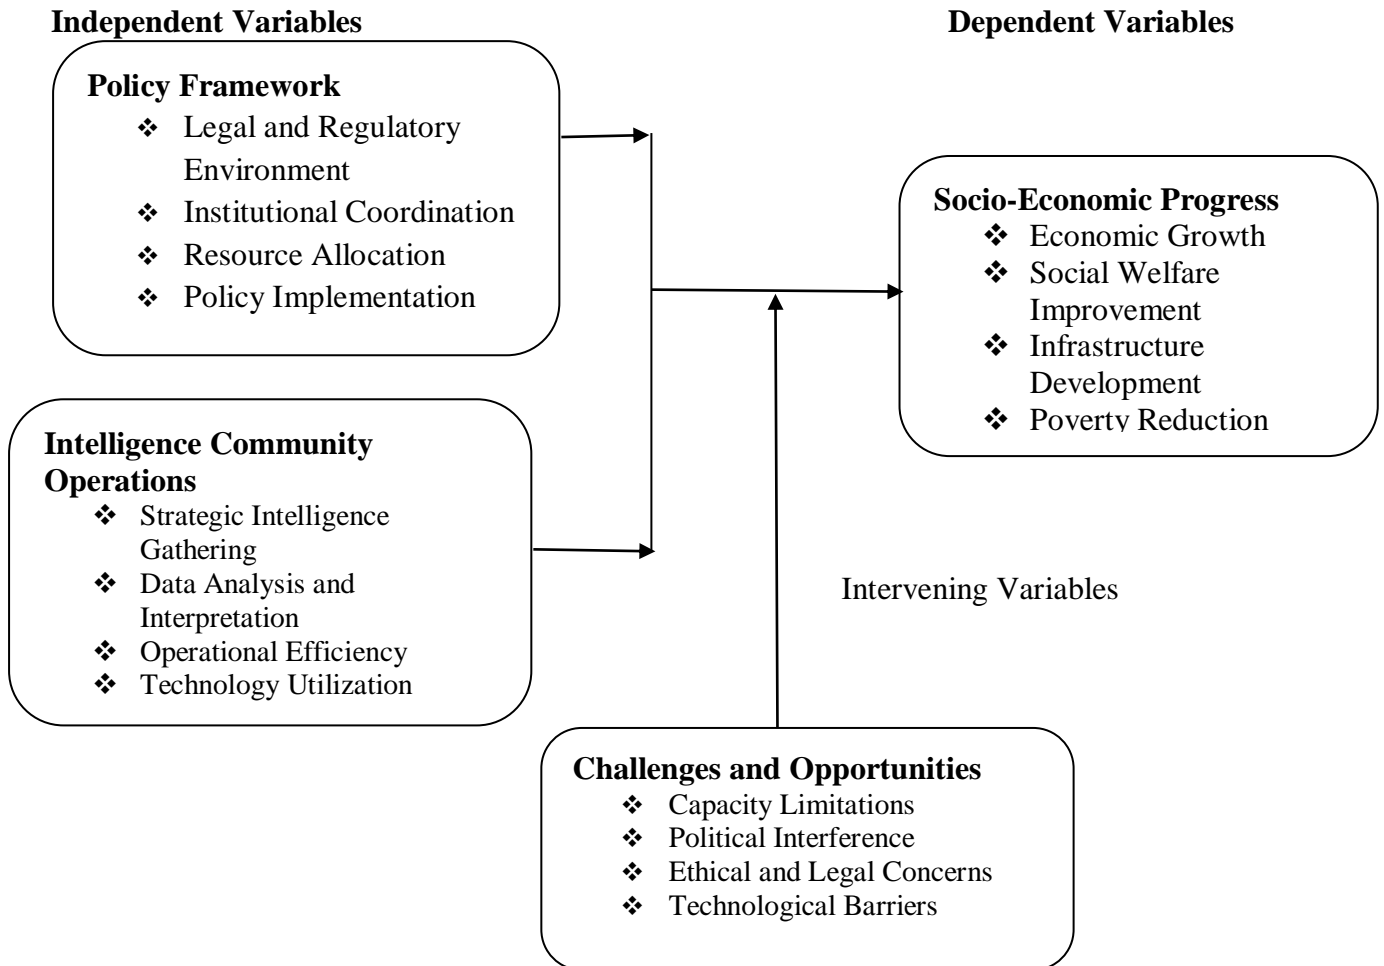 Independent Variables
Dependent Variables
Policy Framework
❖ Legal and Regulatory
Environment
❖ Institutional Coordination
❖ Resource Allocation
❖ Policy Implementation
Socio-Economic Progress
❖ Economic Growth
❖ Social Welfare
Improvement
❖ Infrastructure
Development
❖ Poverty Reduction
Intelligence Community
Operations
❖ Strategic Intelligence
Gathering
❖ Data Analysis and
Interpretation
❖ Operational Efficiency
❖ Technology Utilization
Intervening Variables
Challenges and Opportunities
❖ Capacity Limitations
❖ Political Interference
❖ Ethical and Legal Concerns
❖ Technological Barriers